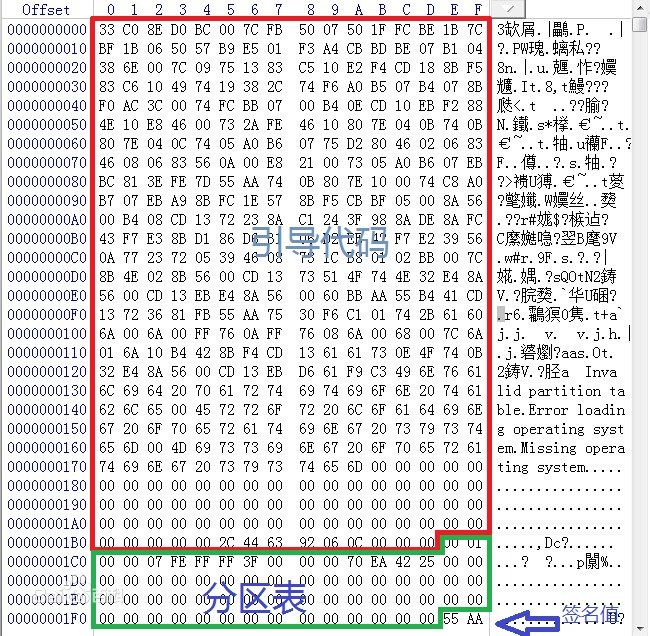 Offset 0 1 2 3 4 5 6 7 8 9 A B C D E F
0000000000 33 C0 8E D0 BC 00 7C FB 50 07 50 1F FC BE 1B 7C
0000000010 BF 1B 06 50 57 B9 E5 01 F3 A4 CB BD BE 07 B1 04
0000000020 38 6E 00 7C 09 75 13 83 C5 10 E2 F4 CD 18 8B F5
0000000030 83 C6 10 49 74 19 38 2C 74 F6 A0 B5 07 B4 07 8B
0000000040 F0 AC 3C 00 74 FC BB 07 00 B4 0E CD 10 EB F2 88
0000000050 4E 10 E8 46 00 73 2A FE 46 10 80 7E 04 0B 74 0B
0000000060 80 7E 04 0C 74 05 A0 B6 07 75 D2 80 46 02 06 83
0000000070 46 08 06 83 56 0A 00 E8 21 00 73 05 A0 B6 07 EB
0000000080 BC 81 3E FE 7D 55 AA 74 0B 80 7E 10 00 74 C8 A0
0000000090 B7 07 EB A9 8B FC 1E 57 8B F5 CB BF 05 00 8A 56
00000000A0 00 B4 08 CD 13 72 23 8A C1 24 3F 98 8A DE 8A FC
00000000B0 43 F7 E3 8B D1 86 D6 B1 06 D2 EE 42 F7 E2 39 56
引导代码
00000000C0 0A 77 23 72 05 39 46 08 73 1C B8 01 02 BB 00 7C .w#r.9F.s.?.?|
00000000D0 8B 4E 02 8B 56 00 CD 13 73 51 4F 74 4E 32 E4 8A
00000000E0 56 00 CD 13 EB E4 8A 56 00 60 BB AA 55 B4 41 CD
00000000F0 13 72 36 81 FB 55 AA 75 30 F6 C1 01 74 2B 61 60
0000000100 6A 00 6A 00 FF 76 0A FF 76 08 6A 00 68 00 7C 6A j.j. v. v.j.h.|
0000000110 01 6A 10 B4 42 8B F4 CD 13 61 61 73 0E 4F 74 0B
0000000120 32 E4 8A 56 00 CD 13 EB D6 61 F9 C3 49 6E 76 61
0000000130 6C 69 64 20 70 61 72 74 69 74 69 6F 6E 20 74 61 lid partition ta
0000000140 62 6C 65 00 45 72 72 6F 72 20 6C 6F 61 64 69 6E ble.Error loadin
0000000150 67 20 6F 70 65 72 61 74 69 6E 67 20 73 79 73 74 g operating syst
0000000160 65 6D 00 4D 69 73 73 69 6E 67 20 6F 70 65 72 61 em.Missing opera
0000000170 74 69 6E 67 20 73 79 73 74 65 6D 00 00 00 00 00 ting system.....
0000000180 00 00 00 00 00 00 00 00 00 00 00 00 00 00 00 00 ................
0000000190 00 00 00 00 00 00 00 00 00 00 00 00 00 00 00 00 ................
00000001A0 00 00 00 00 00 00 00 00 00 00 00 00 00 00 00 00 ................
00000001B0 00 00 00 00 00 2C 44 63 92 06 0C 00 00 00 00 01 .....,Dc?......
00000001C0 00 00 07 FE FF FF 3F 00 00 00 70 EA 42 25 00 00
00000001D0 00 00 00 00 00 00 00 00 00 00 00 00 00 00 00 00 ................
00000001E0 00 00 00 00 00 00 00 00 00 00 00 00 00 00 00 00 ................
分区表
签名值
00000001F0 00 00 00 00 00 00 00 00 00 00 00 00 00 00 55 AA